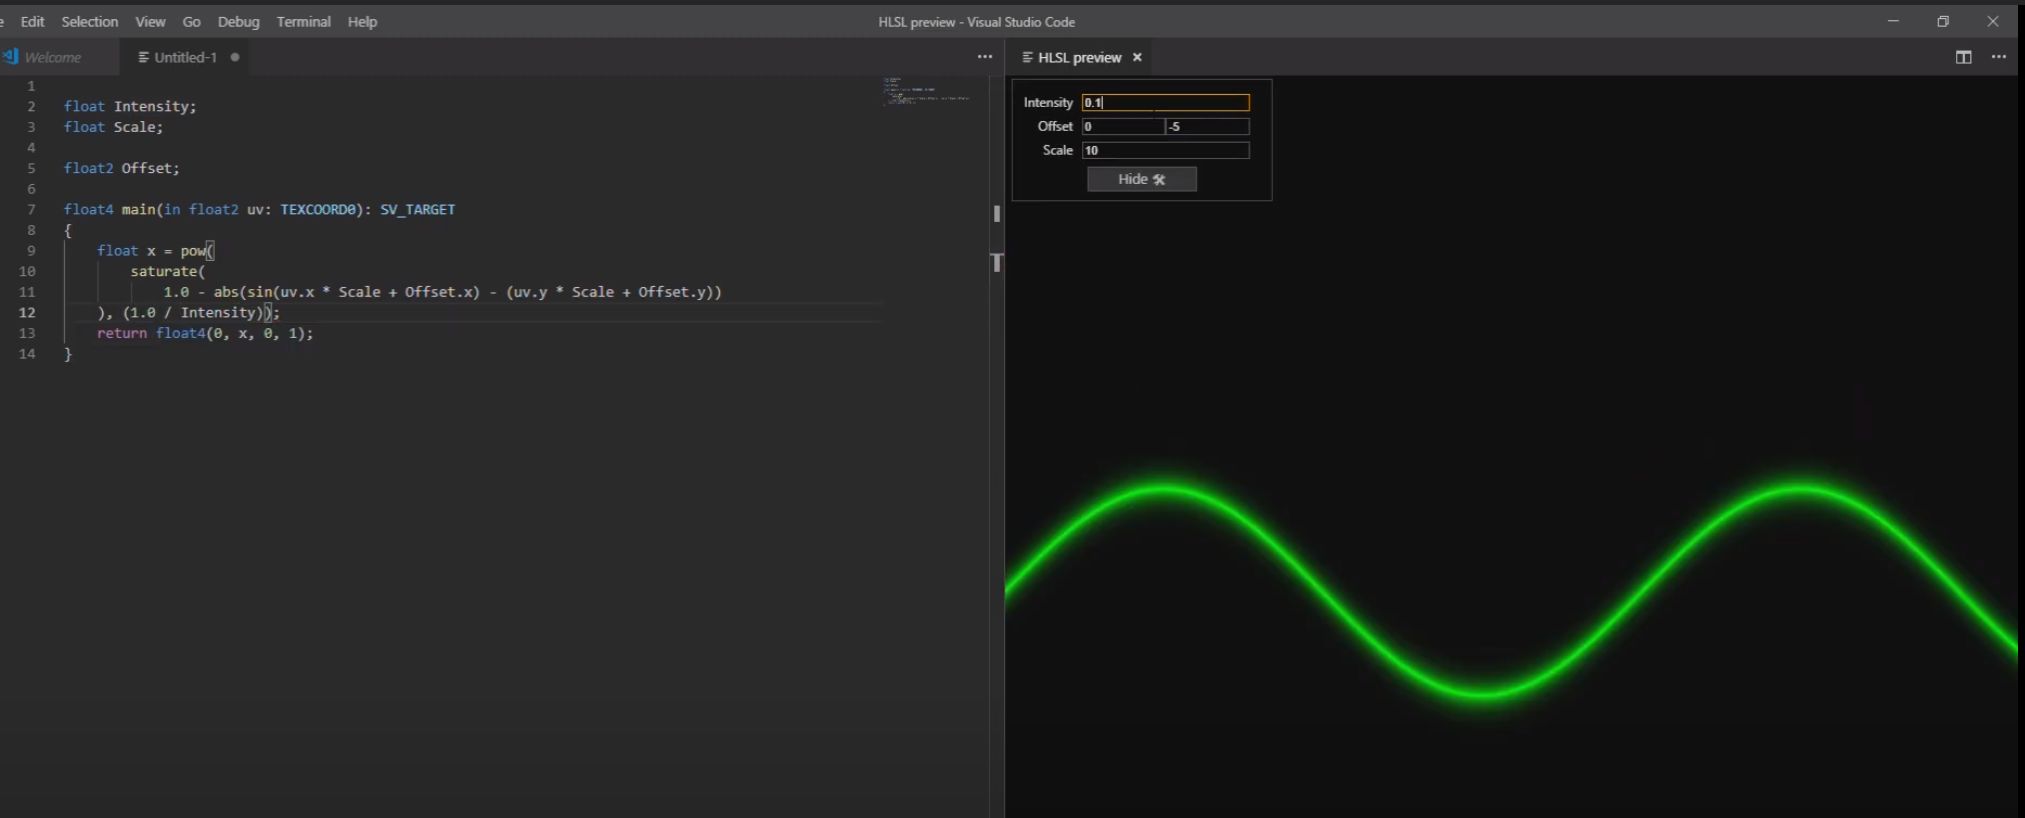 e Edit Selection View Go Debug Terminal Help HLSL preview - Visual Studio Code
Welcome Untitled-1 HLSL preview
1
2 float Intensity;
3 float Scale;
4
5 float2 Offset;
6
7 float4 main(in float2 uv: TEXCOORD0): SV_TARGET
8 {
9 float x = pow(
10 saturate(
11 1.0 - abs(sin(uv.x * Scale + Offset.x) - (uv.y * Scale + Offset.y))
12 ), (1.0 / Intensity));
13 return float4(0, x, 0, 1);
14 }
Intensity 0.1
Offset 0 -5
Scale 10
Hide